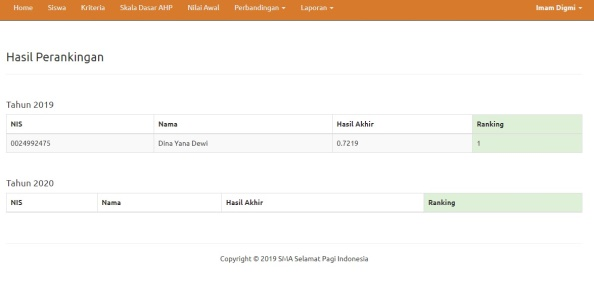 Home Siswa Kriteria Skala Dasar AHP Nilai Awal Perbandingan Laporan Imam Digmi
Hasil Perankingan
Tahun 2019
NIS Nama Hasil Akhir Ranking
0024992475 Dina Yana Dewi 0.7219 1
Tahun 2020
NIS Nama Hasil Akhir Ranking
Copyright © 2019 SMA Selamat Pagi Indonesia